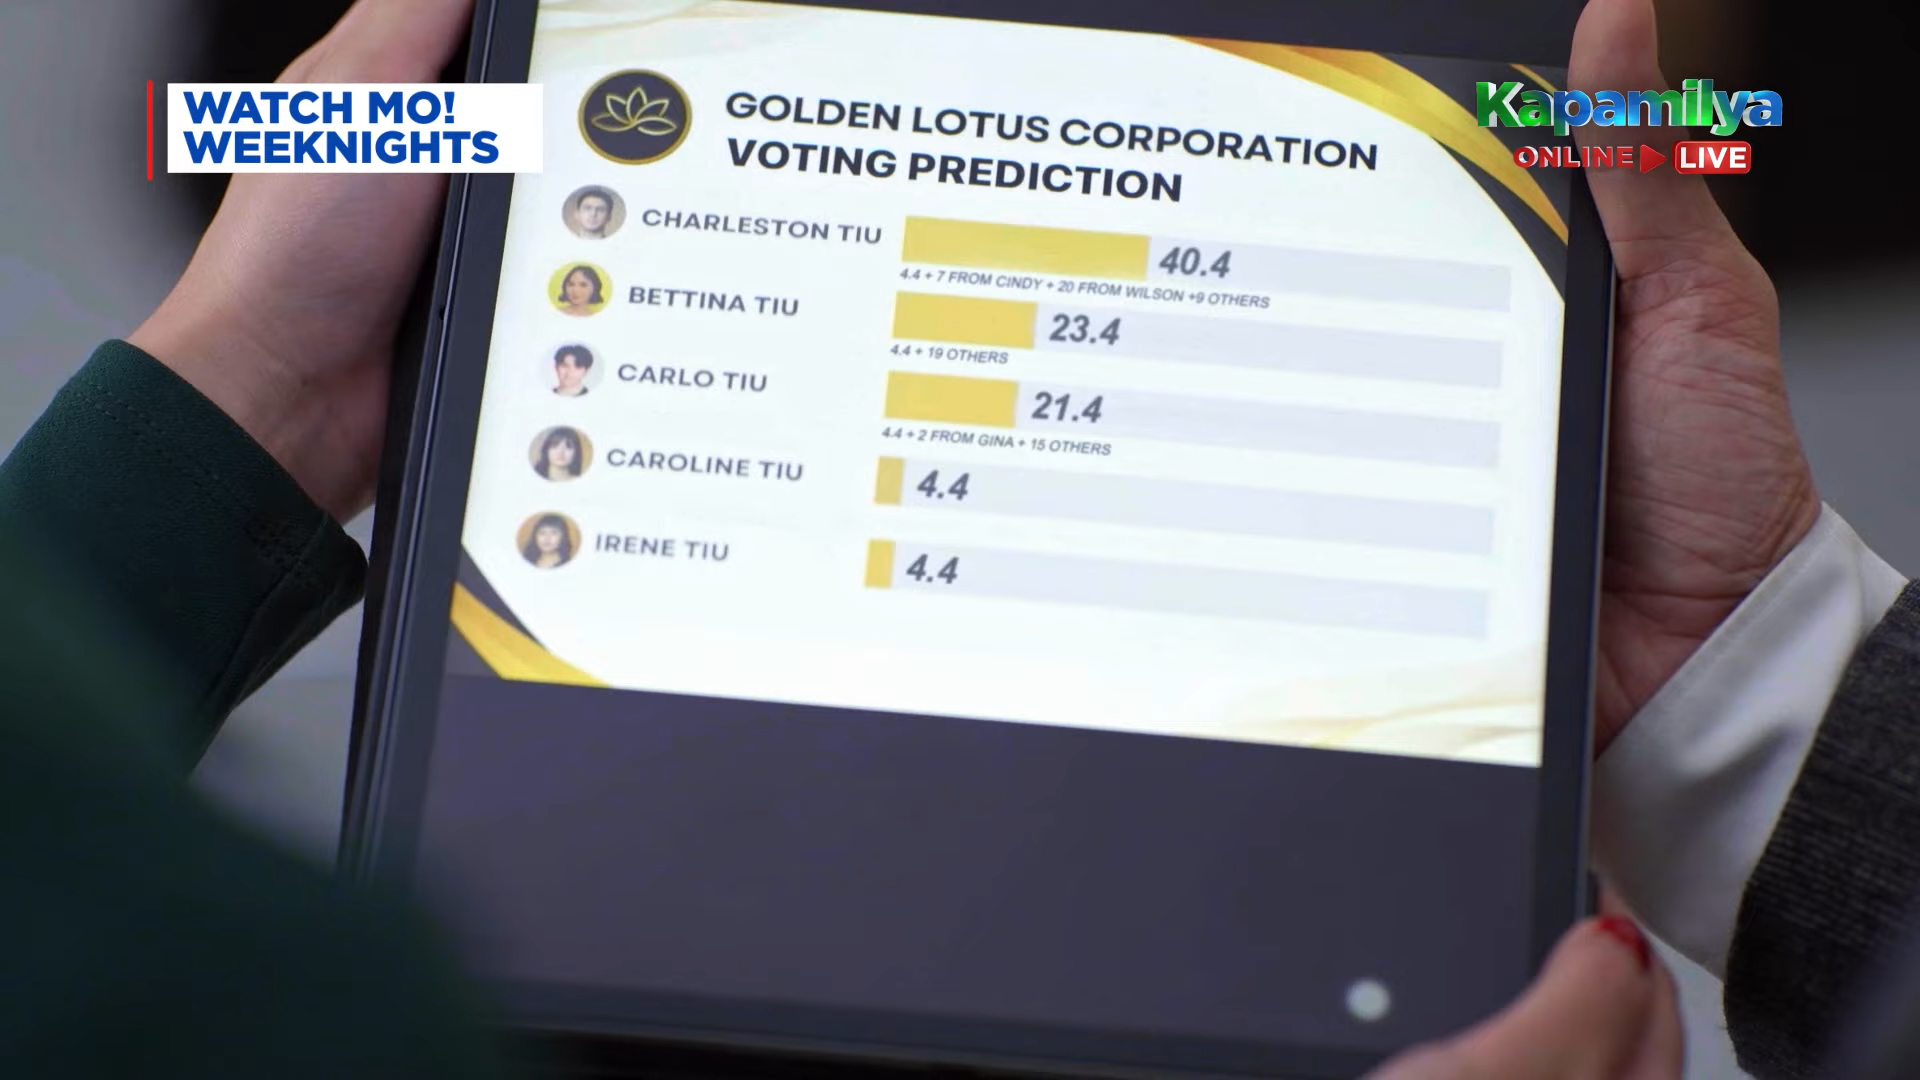 WATCH MO!
WEEKNIGHTS
Kapamilya
ONLINE LIVE
GOLDEN LOTUS CORPORATION
VOTING PREDICTION
CHARLESTON TIU
40.4
4.4 + 7 FROM CINDY + 20 FROM WILSON +9 OTHERS
BETTINA TIU
23.4
4.4 + 19 OTHERS
CARLO TIU
21.4
4.4 + 2 FROM GINA + 15 OTHERS
CAROLINE TIU
4.4
IRENE TIU
4.4